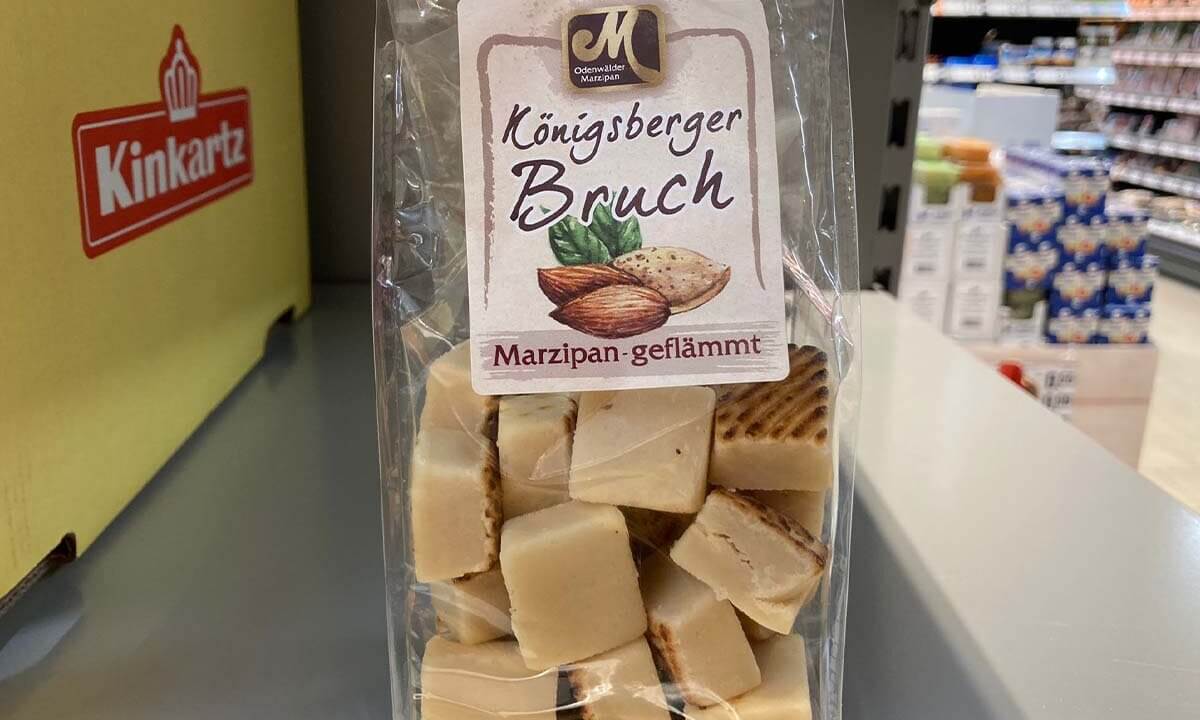 Kinkartz
M
Odenwälder
Marzipan
Königsberger
Bruch
Marzipan-geflämmt